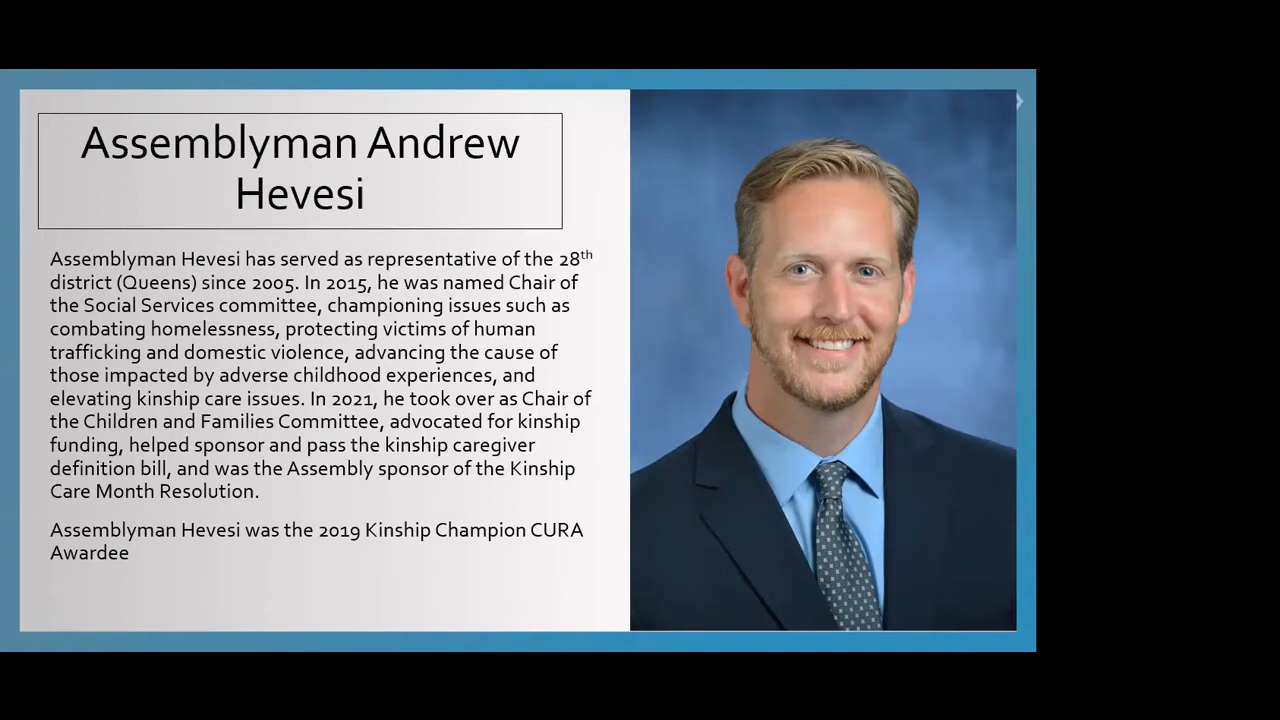 Assemblyman Andrew
Hevesi
Assemblyman Hevesi has served as representative of the 28th
district (Queens) since 2005. In 2015, he was named Chair of
the Social Services committee, championing issues such as
combating homelessness, protecting victims of human
trafficking and domestic violence, advancing the cause of
those impacted by adverse childhood experiences, and
elevating kinship care issues. In 2021, he took over as Chair of
the Children and Families Committee, advocated for kinship
funding, helped sponsor and pass the kinship caregiver
definition bill, and was the Assembly sponsor of the Kinship
Care Month Resolution.
Assemblyman Hevesi was the 2019 Kinship Champion CURA
Awardee